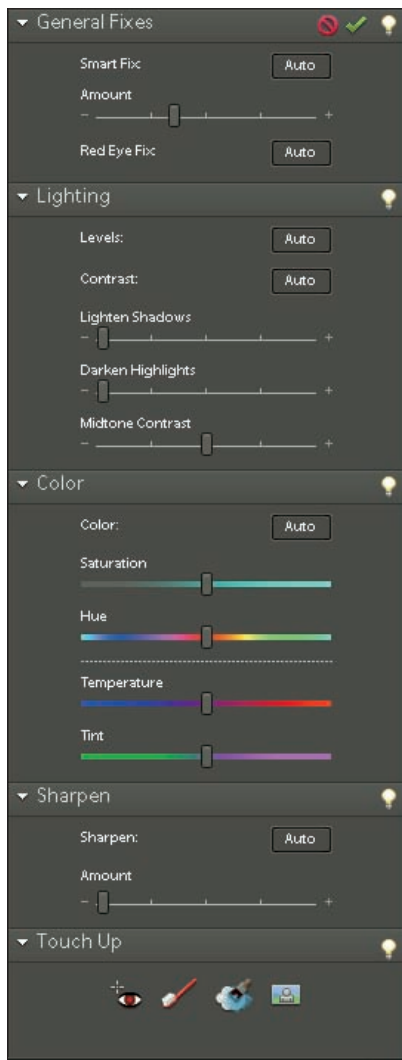 General Fixes
Smart Fix: Auto
Amount
- +
Red Eye Fix: Auto
Lighting
Levels: Auto
Contrast: Auto
Lighten Shadows
- +
Darken Highlights
- +
Midtone Contrast
- +
Color
Color: Auto
Saturation
Hue
Temperature
Tint
Sharpen
Sharpen: Auto
Amount
- +
Touch Up